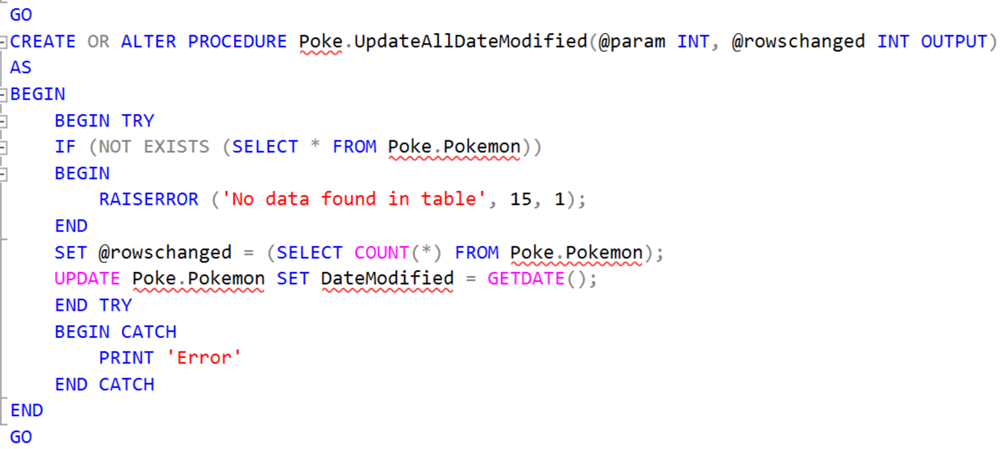 GO
CREATE OR ALTER PROCEDURE Poke.UpdateAllDateModified(@param INT, @rowschanged INT OUTPUT)
AS
BEGIN
    BEGIN TRY
    IF (NOT EXISTS (SELECT * FROM Poke.Pokemon))
    BEGIN
        RAISERROR ('No data found in table', 15, 1);
    END
    SET @rowschanged = (SELECT COUNT(*) FROM Poke.Pokemon);
    UPDATE Poke.Pokemon SET DateModified = GETDATE();
    END TRY
    BEGIN CATCH
        PRINT 'Error'
    END CATCH
END
GO